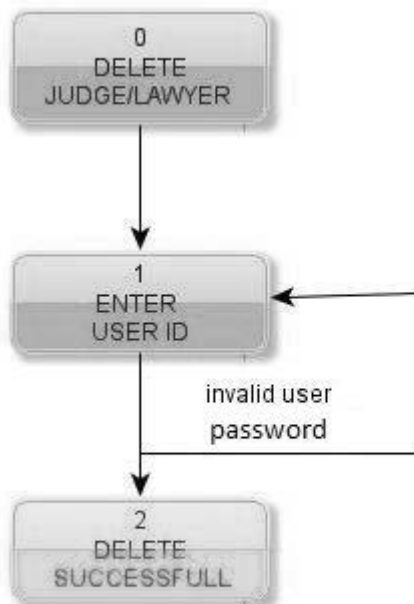 0
DELETE
JUDGE/LAWYER
1
ENTER
USER ID
invalid user
password
2
DELETE
SUCCESSFULL